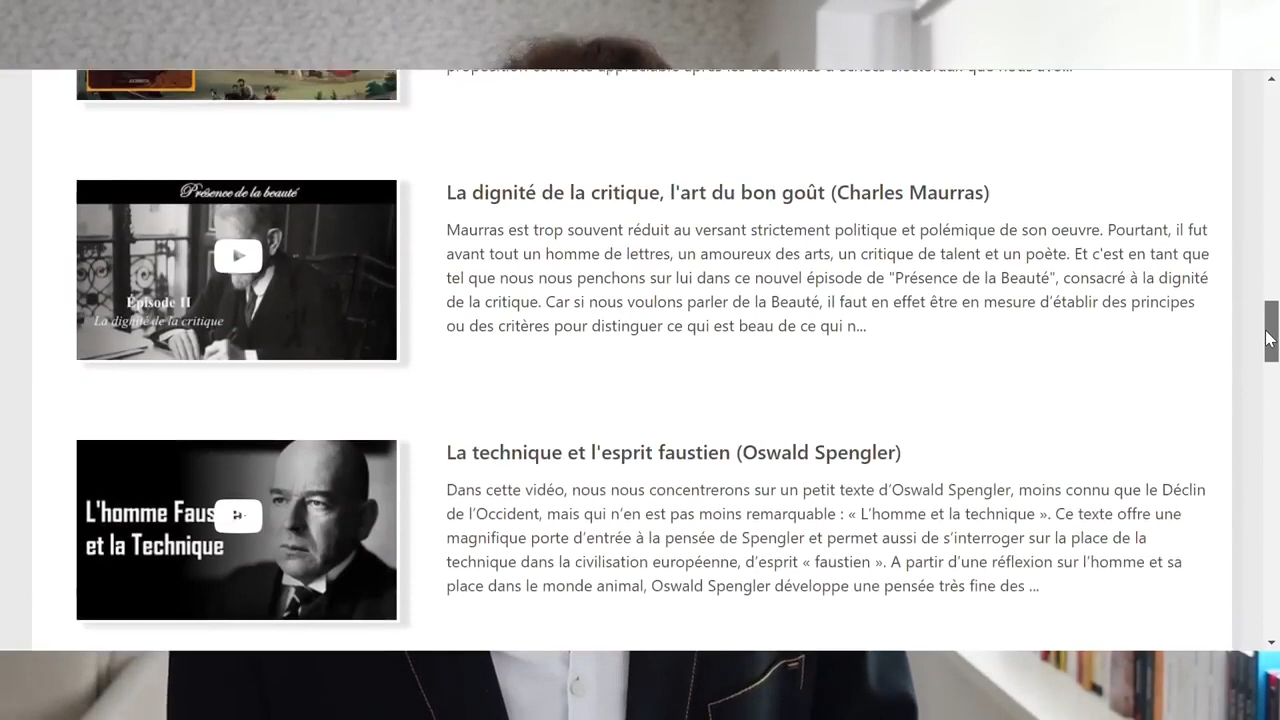 Présence de la beauté
Épisode II
La dignité de la critique
La dignité de la critique, l'art du bon goût (Charles Maurras)
Maurras est trop souvent réduit au versant strictement politique et polémique de son oeuvre. Pourtant, il fut
avant tout un homme de lettres, un amoureux des arts, un critique de talent et un poète. Et c'est en tant que
tel que nous nous penchons sur lui dans ce nouvel épisode de "Présence de la Beauté", consacré à la dignité
de la critique. Car si nous voulons parler de la Beauté, il faut en effet être en mesure d’établir des principes
ou des critères pour distinguer ce qui est beau de ce qui n...
L'homme Faus
et la Technique
La technique et l'esprit faustien (Oswald Spengler)
Dans cette vidéo, nous nous concentrerons sur un petit texte d’Oswald Spengler, moins connu que le Déclin
de l’Occident, mais qui n’en est pas moins remarquable : « L’homme et la technique ». Ce texte offre une
magnifique porte d’entrée à la pensée de Spengler et permet aussi de s’interroger sur la place de la
technique dans la civilisation européenne, d’esprit « faustien ». A partir d’une réflexion sur l’homme et sa
place dans le monde animal, Oswald Spengler développe une pensée très fine des ...